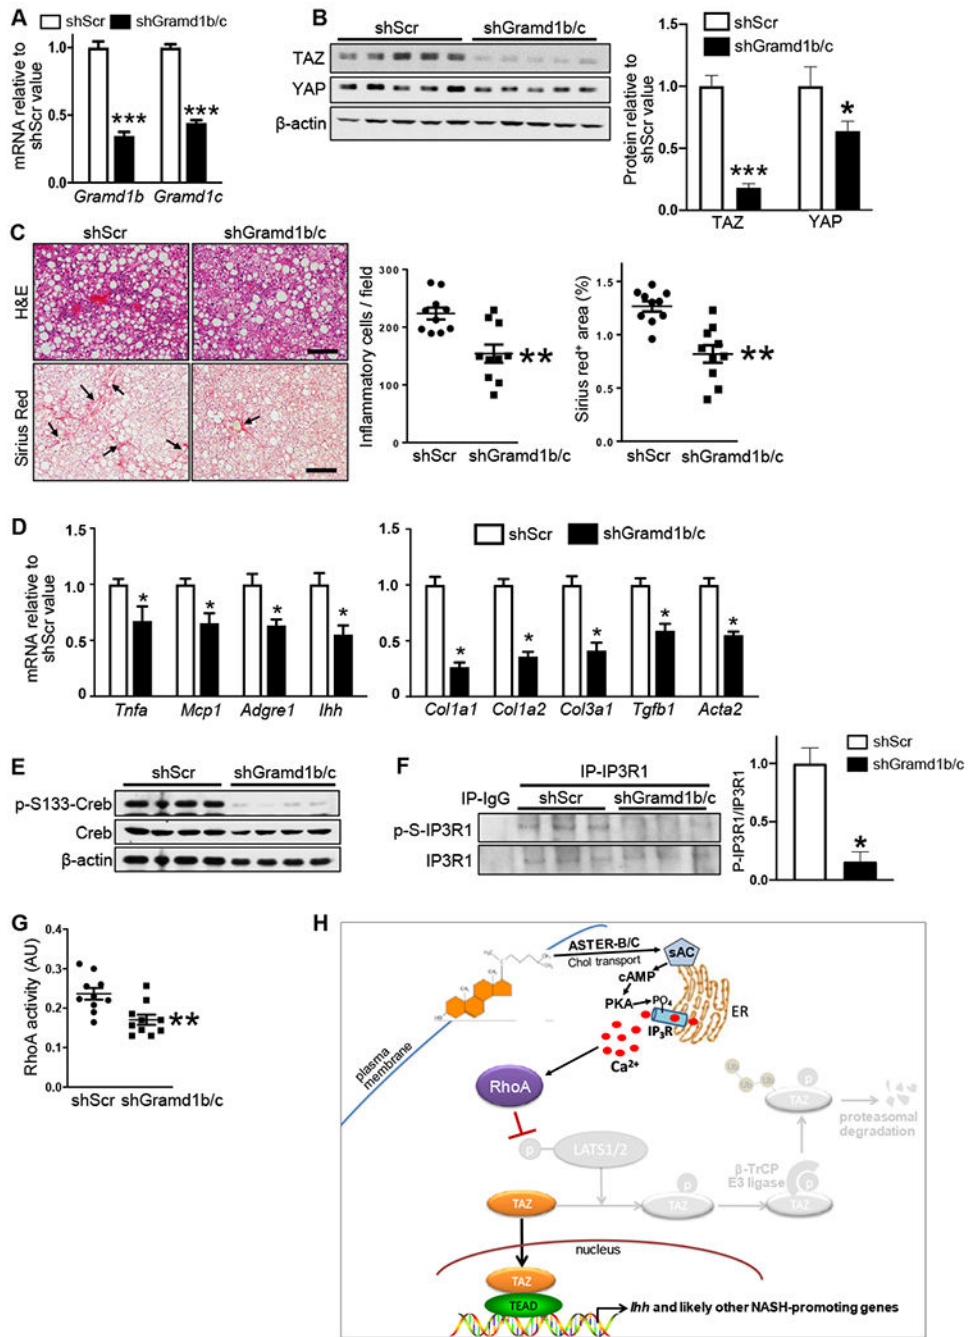 A
shScr
shGramd1b/c
mRNA relative to
shScr value
1.0
0.5
0.0
***
***
Gramd1b
Gramd1c
B
shScr
shGramd1b/c
TAZ
YAP
β-actin
shScr
shGramd1b/c
Protein relative to
shScr value
1.5
1.0
0.5
0.0
***
*
TAZ
YAP
C
shScr
shGramd1b/c
H&E
Sirius Red
Inflammatory cells / field
300
200
100
0
**
shScr
shGramd1b/c
Sirius red+ area (%)
1.5
1.0
0.5
0.0
**
shScr
shGramd1b/c
D
mRNA relative to
shScr value
1.5
1.0
0.5
0
*
*
*
*
Tnfa
Mcp1
Adgre1
Ihh
shScr
shGramd1b/c
1.5
1.0
0.5
0
*
*
*
*
*
Col1a1
Col1a2
Col3a1
Tgfb1
Acta2
E
shScr
shGramd1b/c
p-S133-Creb
Creb
β-actin
F
IP-IP3R1
IP-IgG
shScr
shGramd1b/c
p-S-IP3R1
IP3R1
shScr
shGramd1b/c
P-IP3R1/IP3R1
1.0
0.5
0.0
*
G
RhoA activity (AU)
0.4
0.3
0.2
0.1
0.0
**
shScr
shGramd1b/c
H
ASTER-B/C
Chol transport
sAC
cAMP
PKA
PO4
IP3R
ER
Ca2+
plasma
membrane
RhoA
Ub
Ub
Ub
p
TAZ
proteasomal
degradation
p
LATS1/2
β-TrCP
E3 ligase
p
p
TAZ
TAZ
TAZ
nucleus
TAZ
TEAD
Ihh and likely other NASH-promoting genes